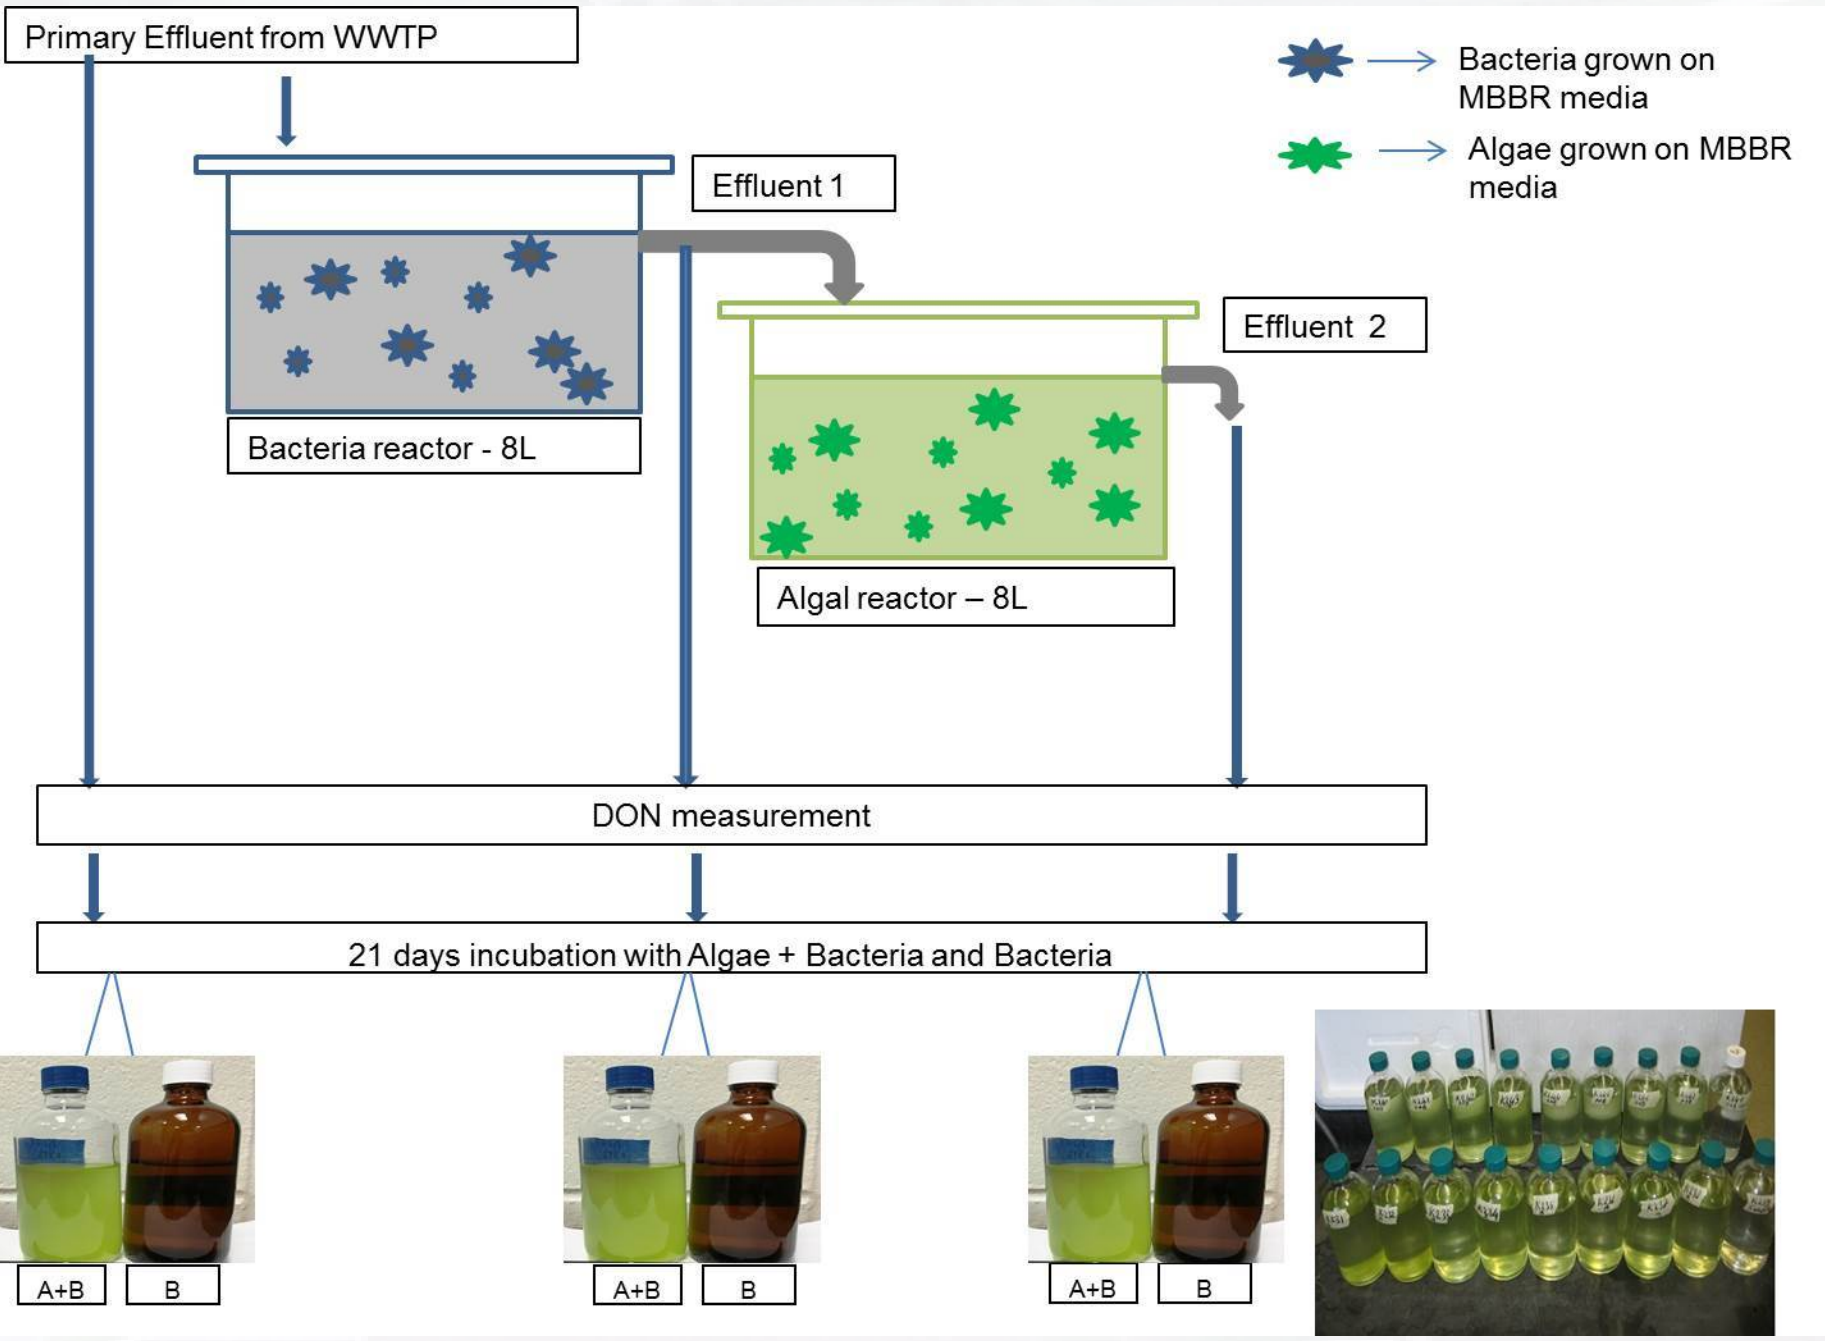 Primary Effluent from WWTP
Bacteria grown on
MBBR media
Algae grown on MBBR
media
Effluent 1
Effluent  2
Bacteria reactor - 8L
Algal reactor – 8L
DON measurement
21 days incubation with Algae + Bacteria and Bacteria
A+B
B
A+B
B
A+B
B